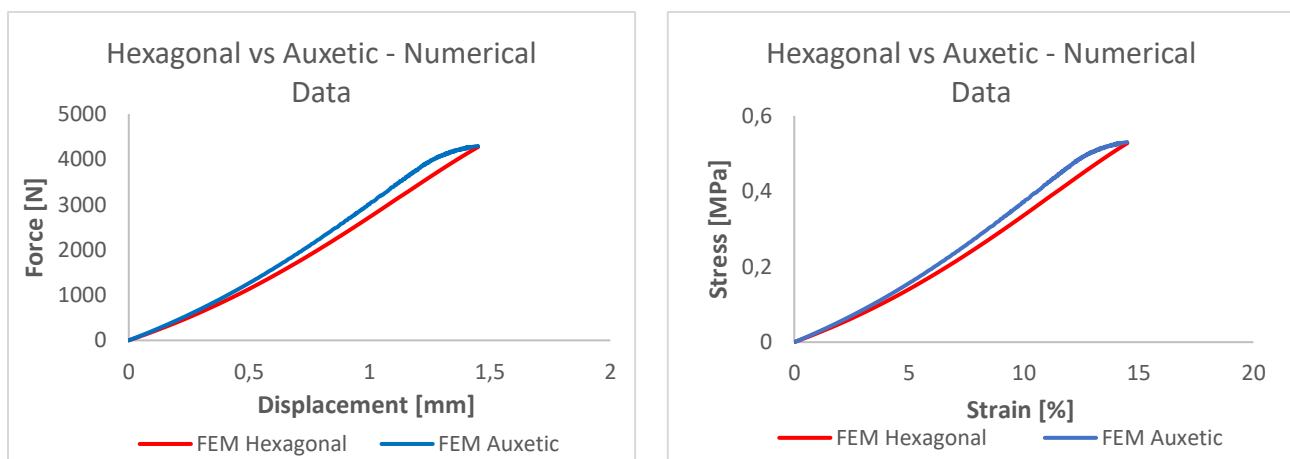 Hexagonal vs Auxetic - Numerical
Data
5000
4000
3000
2000
1000
0
Force [N]
0
0,5
1
1,5
2
Displacement [mm]
FEM Hexagonal
FEM Auxetic
Hexagonal vs Auxetic - Numerical
Data
0,6
0,4
0,2
0
Stress [MPa]
0
5
10
15
20
Strain [%]
FEM Hexagonal
FEM Auxetic